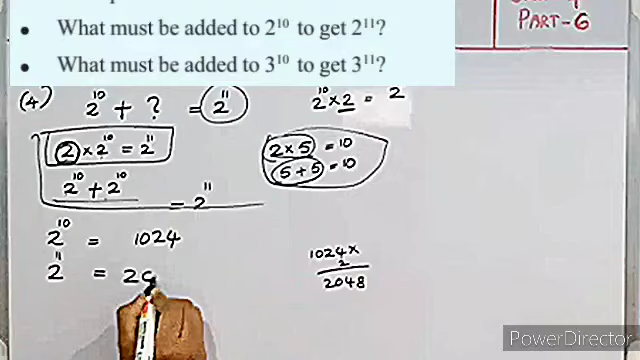 PART-6
• What must be added to 2¹⁰ to get 2¹¹?
• What must be added to 3¹⁰ to get 3¹¹?
(4) 2¹⁰ + ? = 2¹¹
2¹⁰ × 2 = 2
2 × 2¹⁰ = 2¹¹
2¹⁰ + 2¹⁰ = 2¹¹
2 × 5 = 10
5 + 5 = 10
2¹⁰ = 1024
2¹¹ = 20
1024 ×
2
2048
PowerDirector